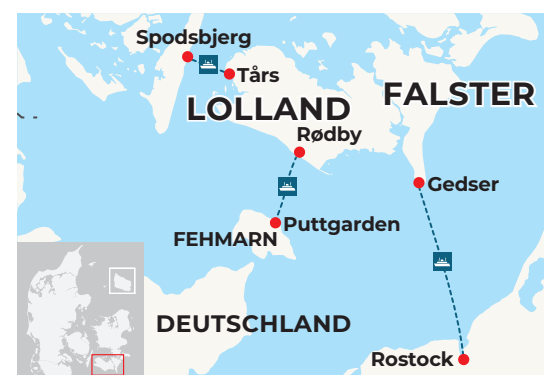 Spodsbjerg
Tårs
LOLLAND
FALSTER
Rødby
Gedser
Puttgarden
FEHMARN
DEUTSCHLAND
Rostock